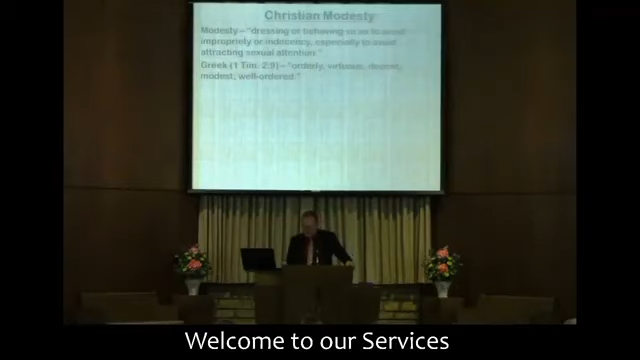 Christian Modesty
Modesty – "dressing or behaving so as to avoid
impropriety or indecency, especially to avoid
attracting sexual attention."
Greek (1 Tim. 2:9) – "orderly, virtuous, decent,
modest, well-ordered."
Welcome to our Services